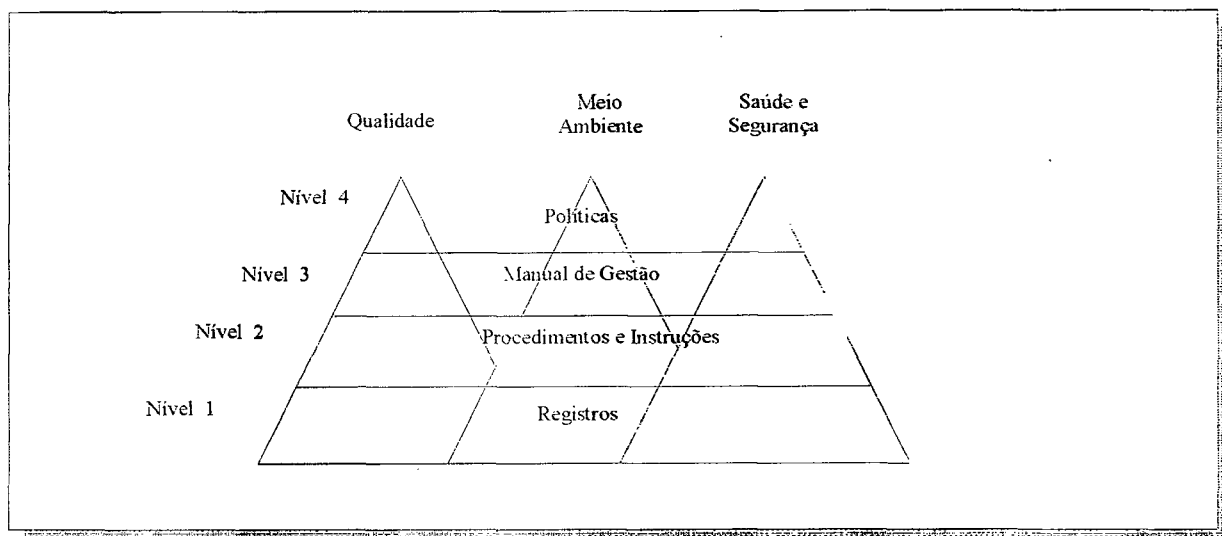 Qualidade
Meio
Ambiente
Saúde e
Segurança
Nível 4
Políticas
Nível 3
Manual de Gestão
Nível 2
Procedimentos e Instruções
Nível 1
Registros